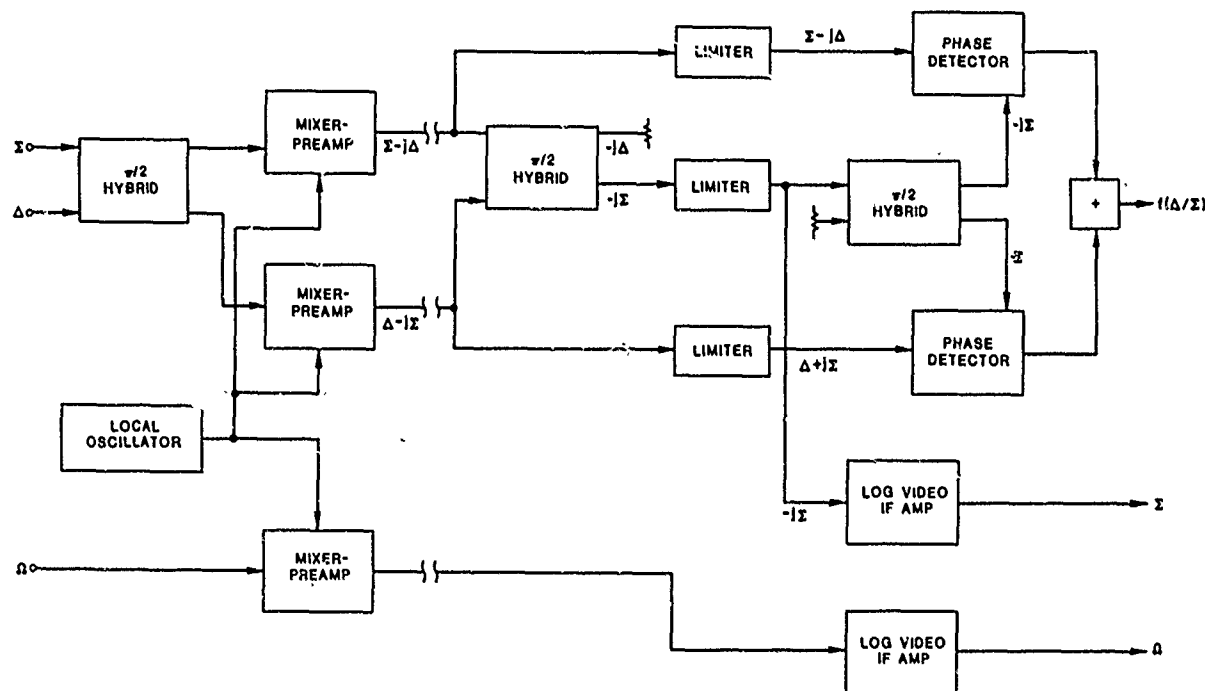 LIMITER
Σ-jΔ
PHASE
DETECTOR
MIXER-
PREAMP
Σ-jΔ
-jΣ
Σ
π/2
HYBRID
Δ
π/2
HYBRID
-jΔ
-jΣ
LIMITER
π/2
HYBRID
+
f(Δ/Σ)
MIXER-
PREAMP
Δ-jΣ
LIMITER
Δ+jΣ
PHASE
DETECTOR
LOCAL
OSCILLATOR
LOG VIDEO
IF AMP
-jΣ
Σ
Ω
MIXER-
PREAMP
LOG VIDEO
IF AMP
Ω